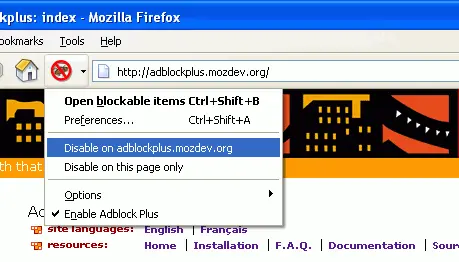 kplus: index - Mozilla Firefox
okmarks Tools Help
http://adblockplus.mozdev.org/
Open blockable items Ctrl+Shift+B
Preferences... Ctrl+Shift+A
Disable on adblockplus.mozdev.org
th that
Disable on this page only
Options
Enable Adblock Plus
Ad
site languages: English Français
resources: Home Installation F.A.Q. Documentation Sour